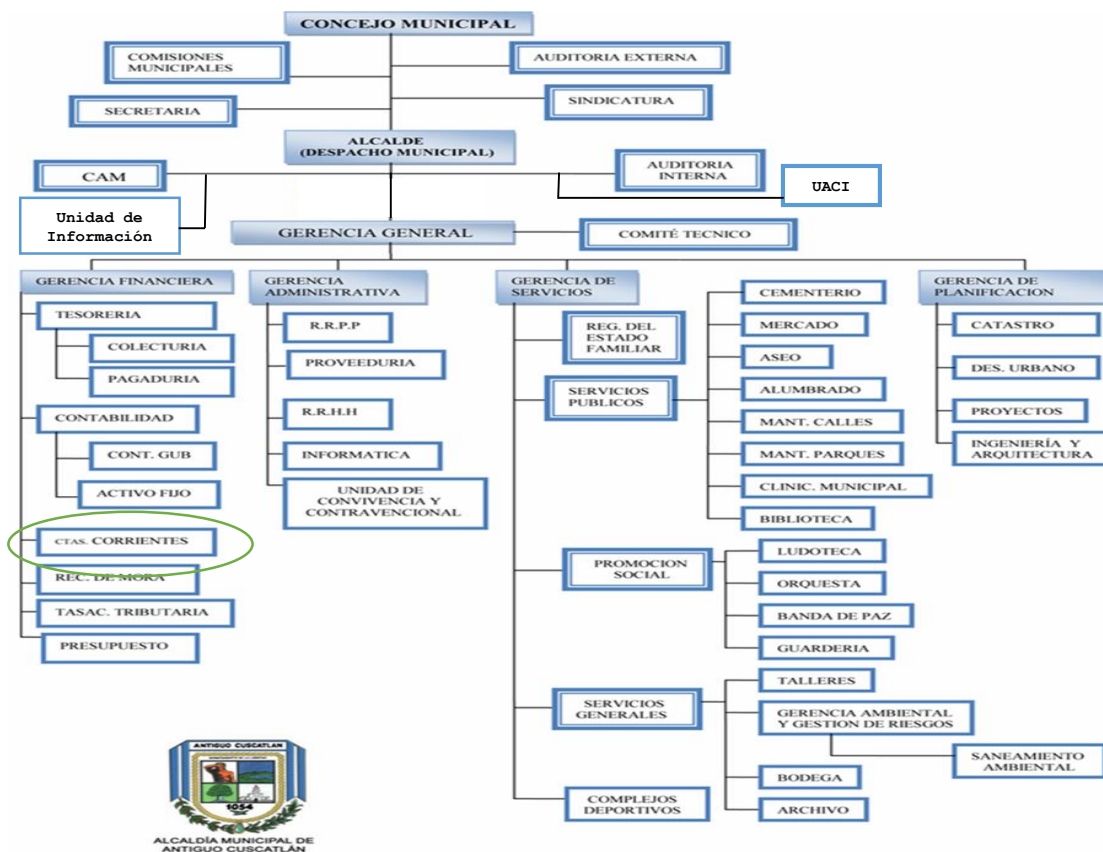 CONCEJO MUNICIPAL
COMISIONES
MUNICIPALES
AUDITORIA EXTERNA
SECRETARIA
SINDICATURA
ALCALDE
(DESPACHO MUNICIPAL)
CAM
AUDITORIA
INTERNA
UACI
Unidad de
Información
GERENCIA GENERAL
COMITÉ TECNICO
GERENCIA FINANCIERA
TESORERIA
COLECTURIA
PAGADURIA
CONTABILIDAD
CONT. GUB
ACTIVO FIJO
CTAS. CORRIENTES
REC. DE MORA
TASAC. TRIBUTARIA
PRESUPUESTO
GERENCIA
ADMINISTRATIVA
R.R.P.P
PROVEEDURIA
R.R.H.H
INFORMATICA
UNIDAD DE
CONVIVENCIA Y
CONTRAVENCIONAL
GERENCIA DE
SERVICIOS
REG. DEL
ESTADO
FAMILIAR
SERVICIOS
PUBLICOS
CEMENTERIO
MERCADO
ASEO
ALUMBRADO
MANT. CALLES
MANT. PARQUES
CLINIC. MUNICIPAL
BIBLIOTECA
PROMOCION
SOCIAL
LUDOTECA
ORQUESTA
BANDA DE PAZ
GUARDERIA
SERVICIOS
GENERALES
TALLERES
GERENCIA AMBIENTAL
Y GESTION DE RIESGOS
SANEAMIENTO
AMBIENTAL
BODEGA
ARCHIVO
COMPLEJOS
DEPORTIVOS
GERENCIA DE
PLANIFICACION
CATASTRO
DES. URBANO
PROYECTOS
INGENIERÍA Y
ARQUITECTURA
ANTIGUO CUSCATLAN
1054
ALCALDÍA MUNICIPAL DE
ANTIGUO CUSCATLÁN